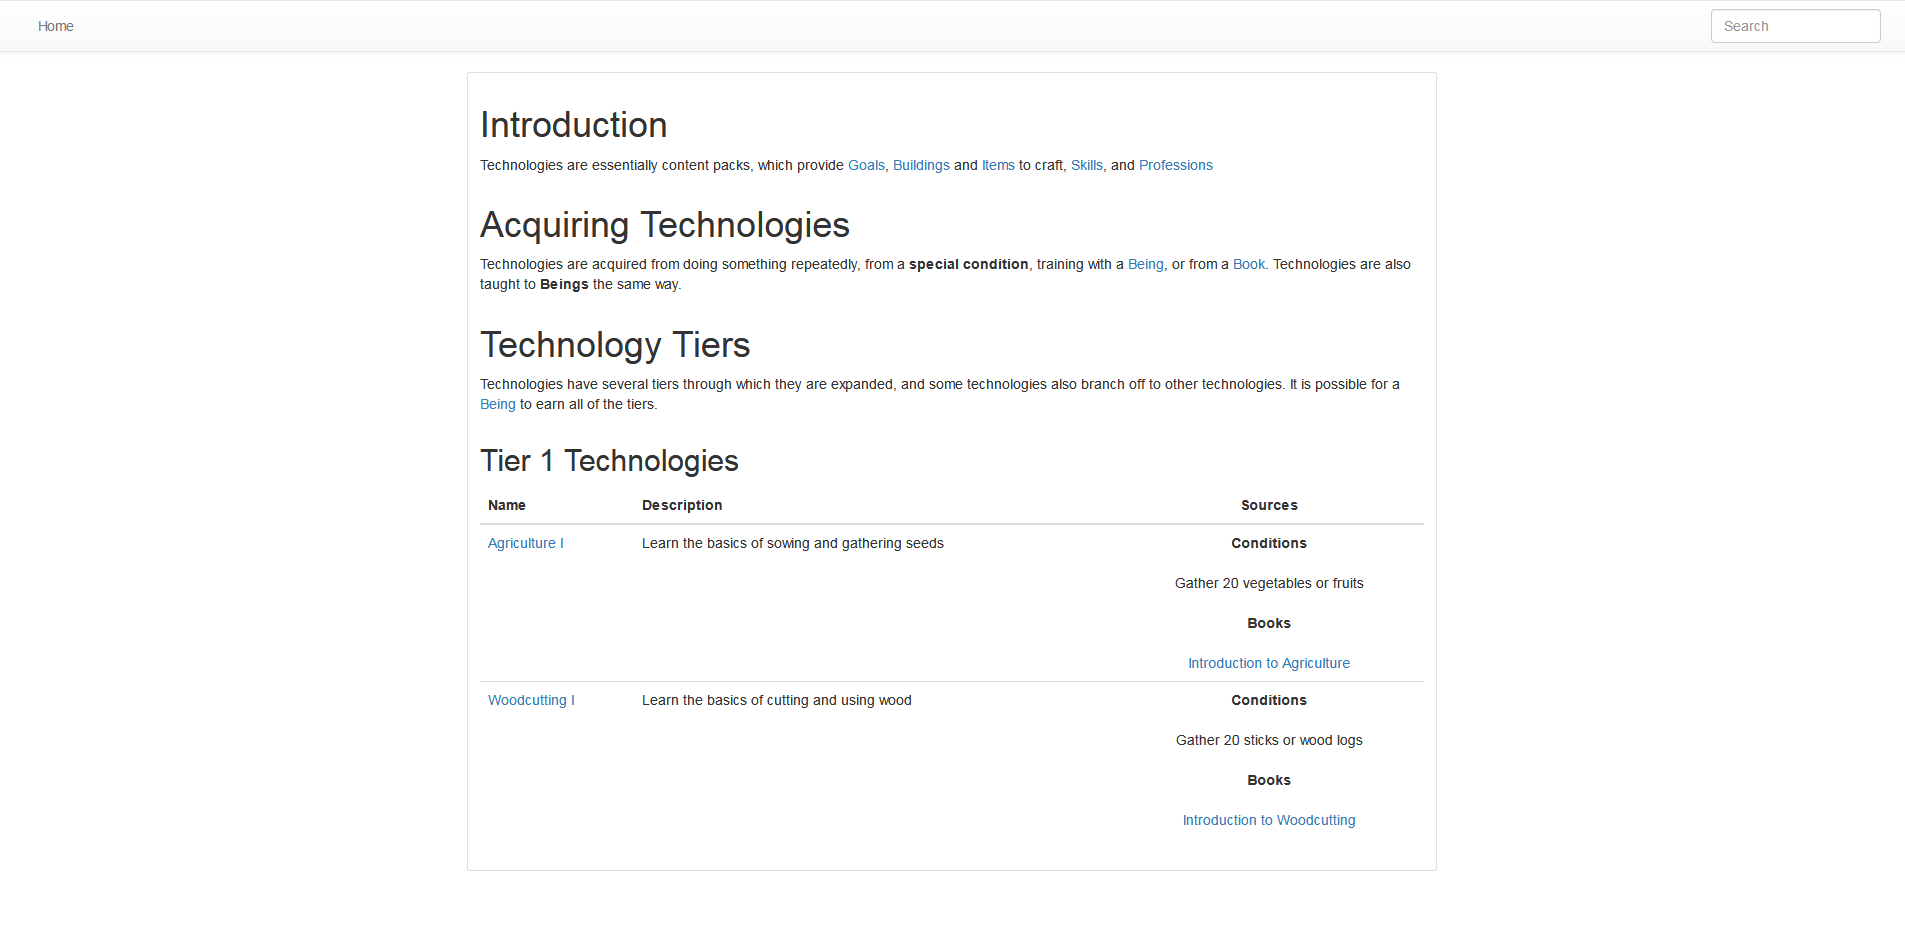 Home
Search
Introduction
Technologies are essentially content packs, which provide Goals, Buildings and Items to craft, Skills, and Professions
Acquiring Technologies
Technologies are acquired from doing something repeatedly, from a special condition, training with a Being, or from a Book. Technologies are also
taught to Beings the same way.
Technology Tiers
Technologies have several tiers through which they are expanded, and some technologies also branch off to other technologies. It is possible for a
Being to earn all of the tiers.
Tier 1 Technologies
Name Description Sources
Agriculture I Learn the basics of sowing and gathering seeds Conditions
Gather 20 vegetables or fruits
Books
Introduction to Agriculture
Woodcutting I Learn the basics of cutting and using wood Conditions
Gather 20 sticks or wood logs
Books
Introduction to Woodcutting